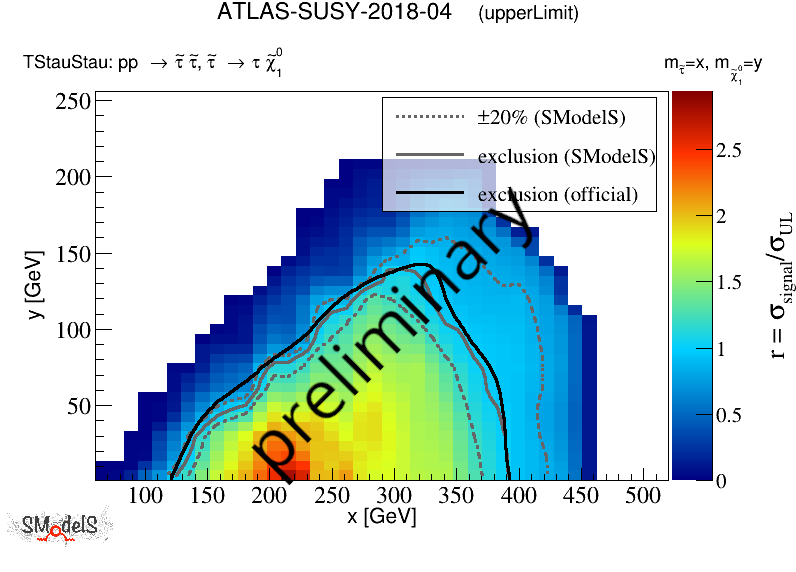 ATLAS-SUSY-2018-04 (upperLimit)
TStauStau: pp → τ̃ τ̃, τ̃ → τ χ̃₁⁰
m_τ̃=x, m_χ̃₁⁰=y
±20% (SModelS)
exclusion (SModelS)
exclusion (official)
preliminary
250
200
150
100
50
y [GeV]
100 150 200 250 300 350 400 450 500
x [GeV]
2.5
2
1.5
1
0.5
0
r = σ_signal/σ_UL
SModelS